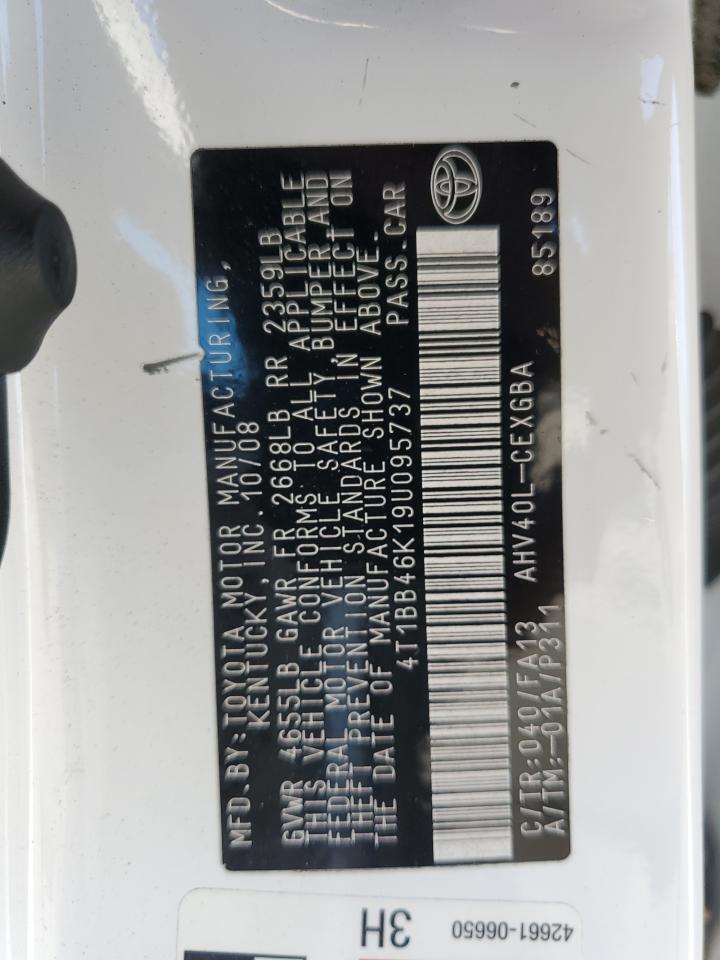 MFD.BY:TOYOTA MOTOR MANUFACTURING,
KENTUCKY,INC. 10/08
GVWR 4655LB GAWR FR 2668LB RR 2359LB
THIS VEHICLE CONFORMS TO ALL APPLICABLE
FEDERAL MOTOR VEHICLE SAFETY, BUMPER AND
THEFT PREVENTION STANDARDS IN EFFECT ON
THE DATE OF MANUFACTURE SHOWN ABOVE.
4T1BB46K19U095737 PASS.CAR
AHV40L-CEXGBA 85189
C/TR:040/FA13
A/TM:-01A/P311
42661-06650
3H